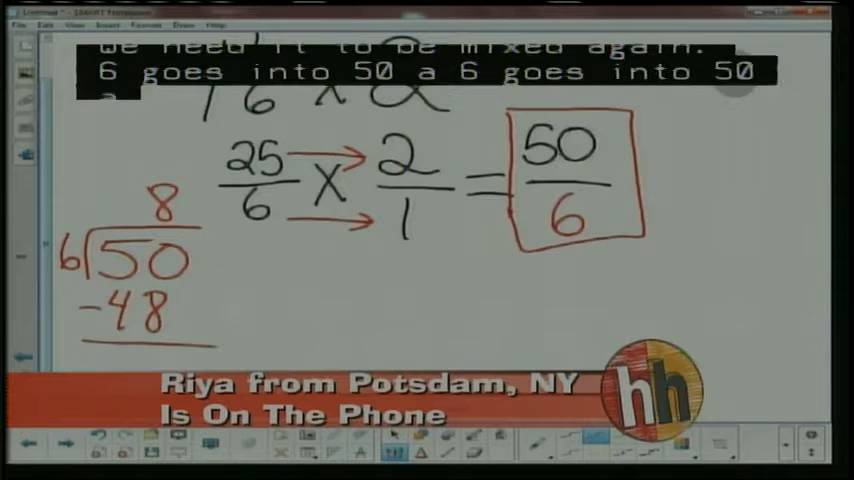 we need it to be mixed again.
6 goes into 50 a 6 goes into 50
a
25/6 X 2/1 = 50/6
8
6)50
-48
Riya from Potsdam, NY
Is On The Phone
hh